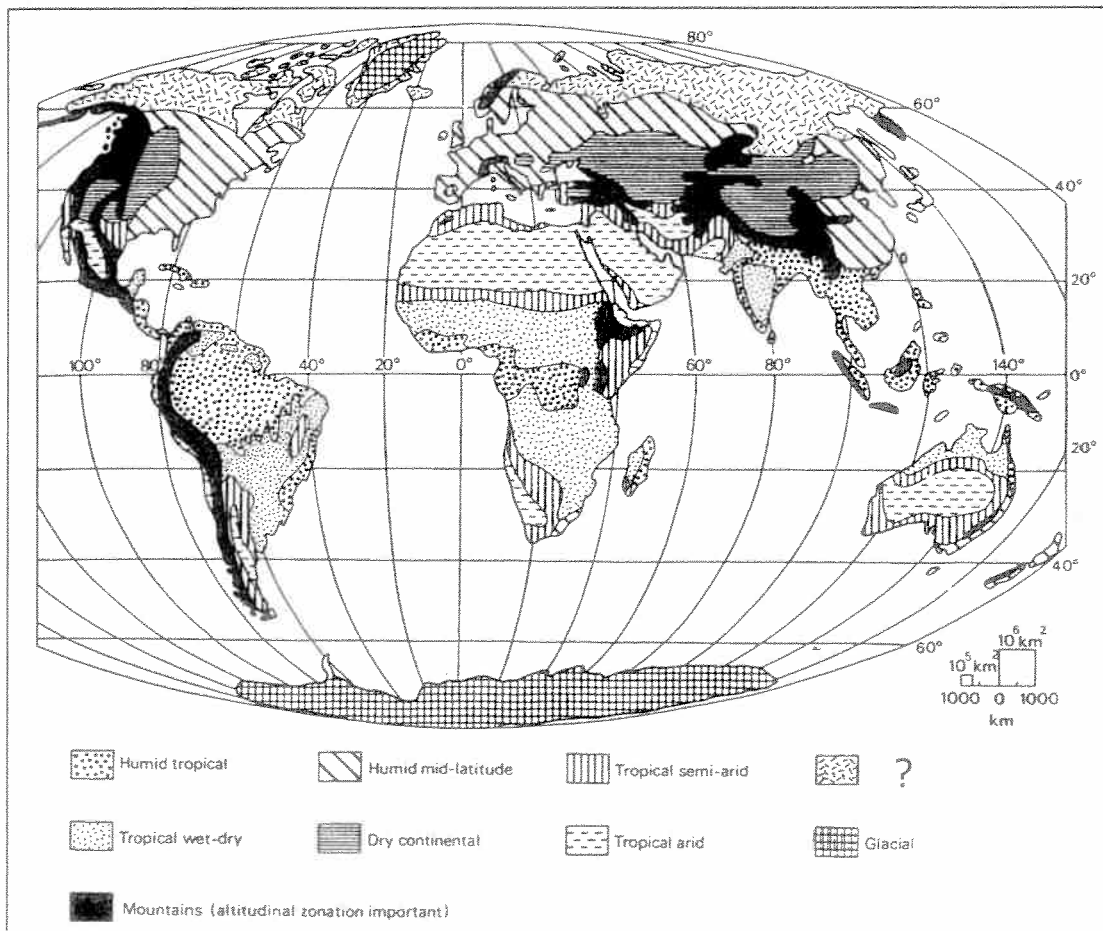 80°
60°
40°
20°
100° 80° 60° 40° 20° 0° 20° 60° 80° 140° 0°
20°
40°
60°
10⁵ km² 10⁶ km²
1000 0 1000
km
Humid tropical Humid mid-latitude Tropical semi-arid ?
Tropical wet-dry Dry continental Tropical arid Glacial
Mountains (altitudinal zonation important)